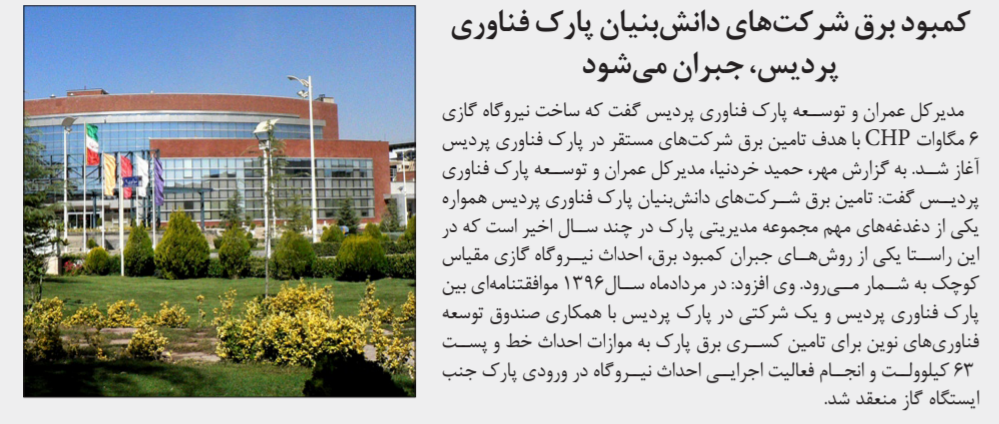 کمبود برق شرکت‌های دانش‌بنیان پارک فناوری
پردیس، جبران می‌شود
مدیرکل عمران و توسعه پارک فناوری پردیس گفت که ساخت نیروگاه گازی
۶ مگاوات CHP با هدف تامین برق شرکت‌های مستقر در پارک فناوری پردیس
آغاز شد. به گزارش مهر، حمید خردنیا، مدیرکل عمران و توسعه پارک فناوری
پردیس گفت: تامین برق شرکت‌های دانش‌بنیان پارک فناوری پردیس همواره
یکی از دغدغه‌های مهم مجموعه مدیریتی پارک در چند سال اخیر است که در
این راستا یکی از روش‌های جبران کمبود برق، احداث نیروگاه گازی مقیاس
کوچک به شمار می‌رود. وی افزود: در مردادماه سال۱۳۹۶ موافقتنامه‌ای بین
پارک فناوری پردیس و یک شرکتی در پارک پردیس با همکاری صندوق توسعه
فناوری‌های نوین برای تامین کسری برق پارک به موازات احداث خط و پست
۶۳ کیلوولت و انجام فعالیت اجرایی احداث نیروگاه در ورودی پارک جنب
ایستگاه گاز منعقد شد.